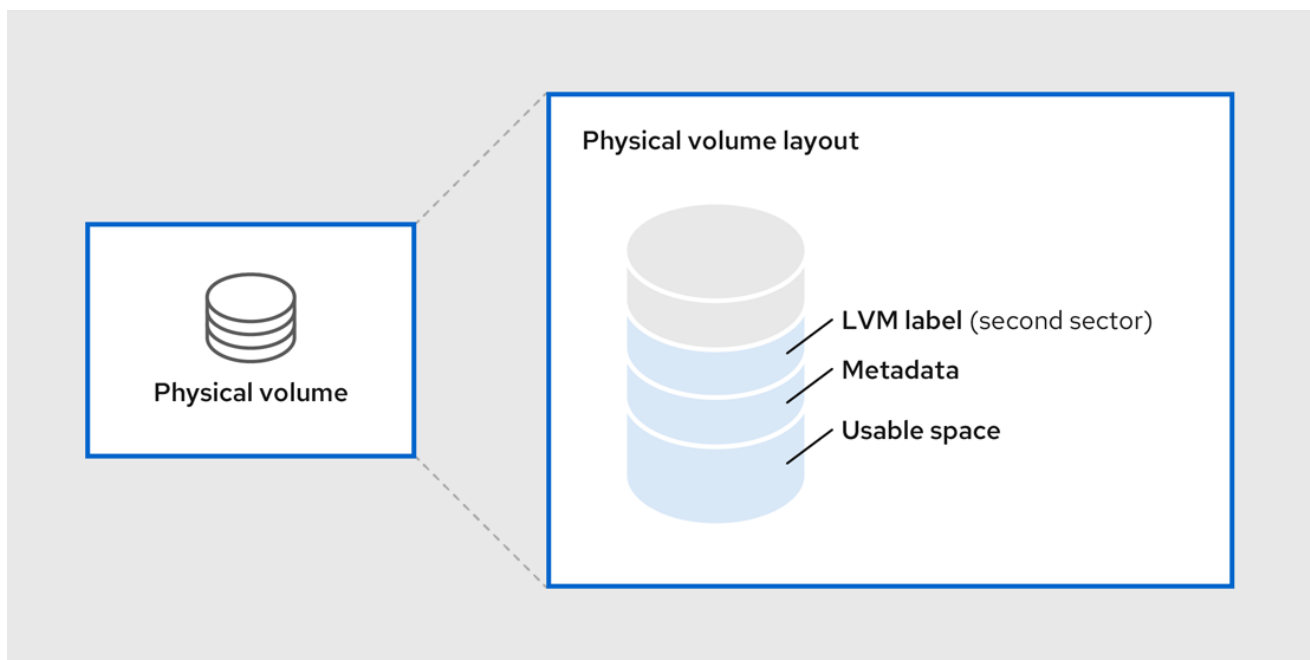 Physical volume layout
LVM label (second sector)
Metadata
Usable space
Physical volume